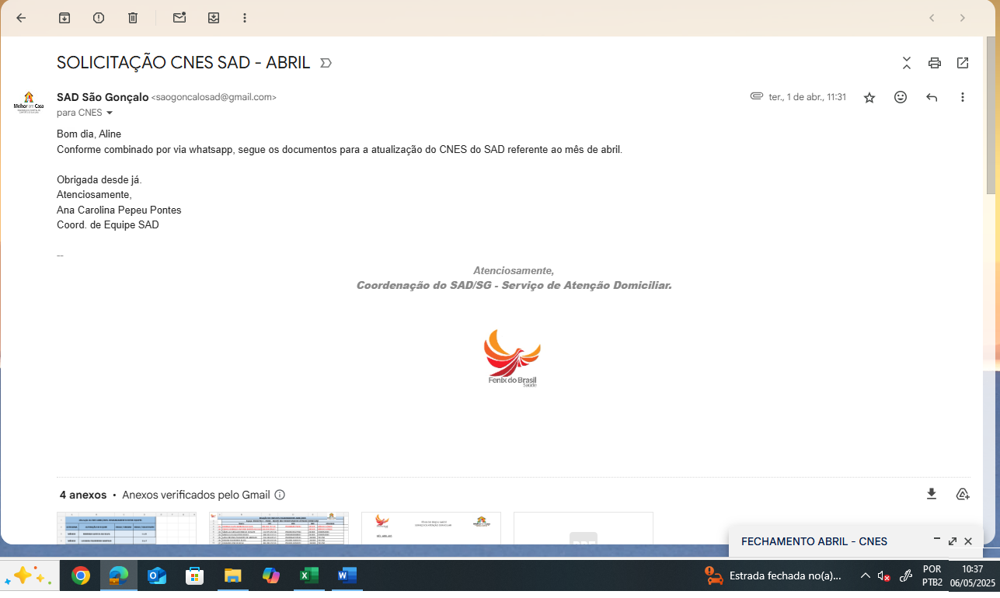 SOLICITAÇÃO CNES SAD - ABRIL
Melhor em Casa
SAD São Gonçalo <saogoncalosad@gmail.com>
ter., 1 de abr., 11:31
para CNES
Bom dia, Aline
Conforme combinado por via whatsapp, segue os documentos para a atualização do CNES do SAD referente ao mês de abril.
Obrigada desde já.
Atenciosamente,
Ana Carolina Pepeu Pontes
Coord. de Equipe SAD
--
Atenciosamente,
Coordenação do SAD/SG - Serviço de Atenção Domiciliar.
Fenix do Brasil
Saúde
4 anexos • Anexos verificados pelo Gmail
FECHAMENTO ABRIL - CNES
Estrada fechada no(a)...
POR
PTB2
10:37
06/05/2025